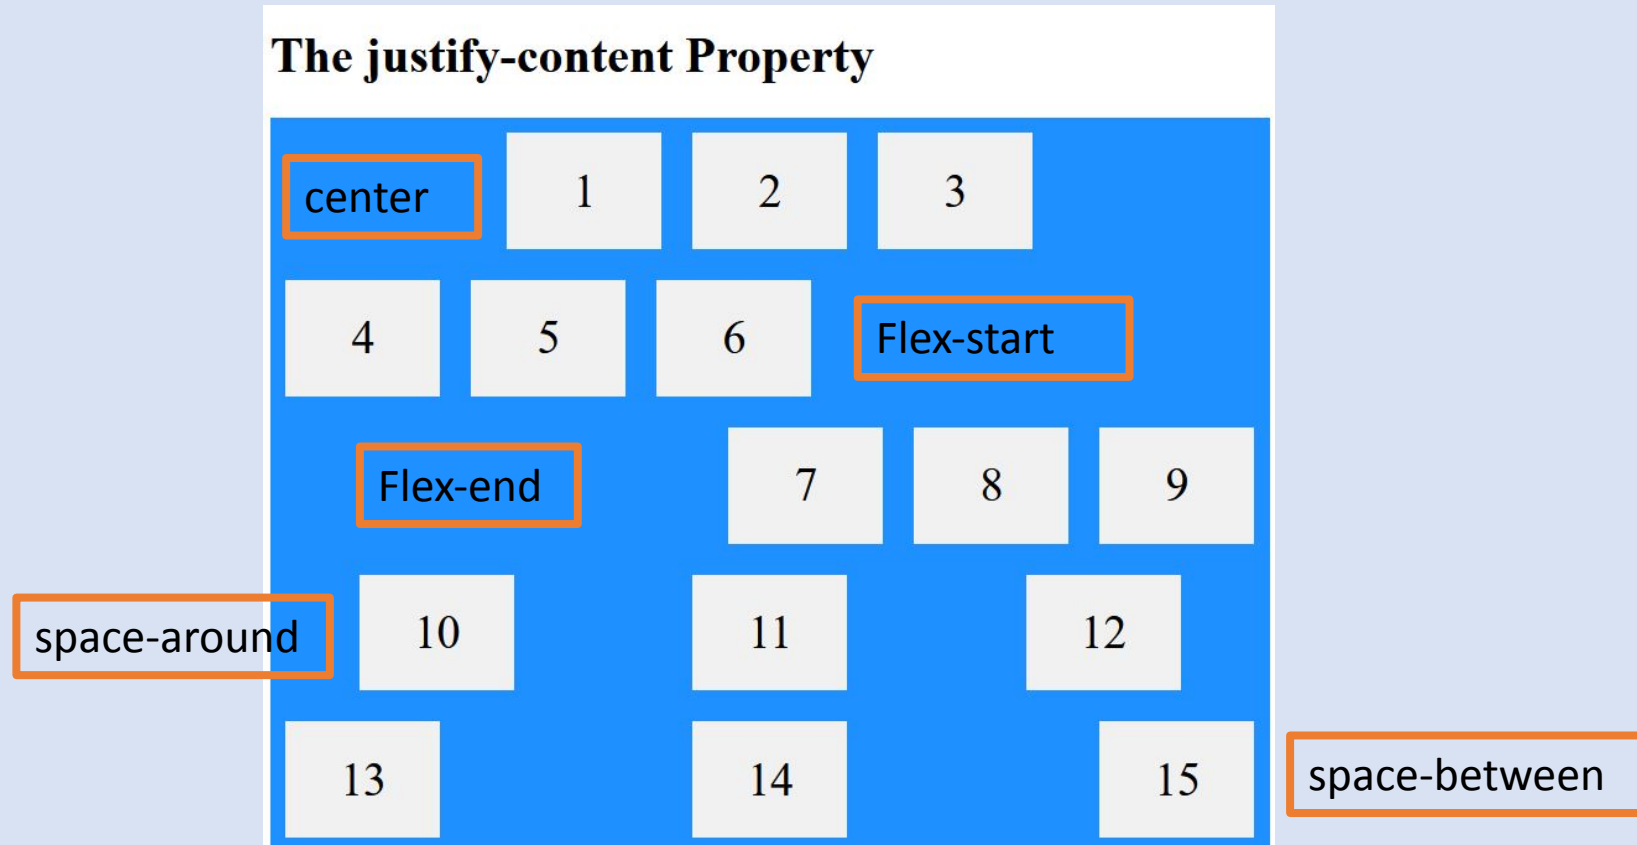 The justify-content Property
center 1 2 3
4 5 6 Flex-start
Flex-end 7 8 9
space-around 10 11 12
13 14 15 space-between